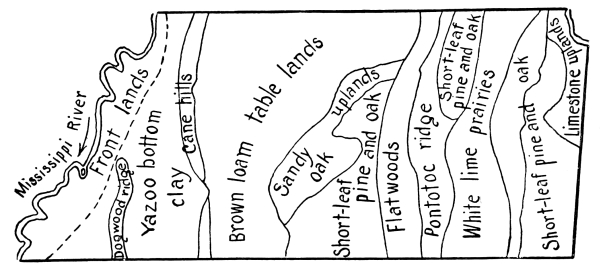 Mississippi River
Front lands
Dogwood ridge
Yazoo bottom
clay
cane hills
Brown loam table lands
Sandy
oak
uplands
Short-leaf
pine and oak
Flatwoods
Pontotoc ridge
Short-leaf
pine and oak
White lime prairies
Short-leaf pine and oak
Limestone uplands